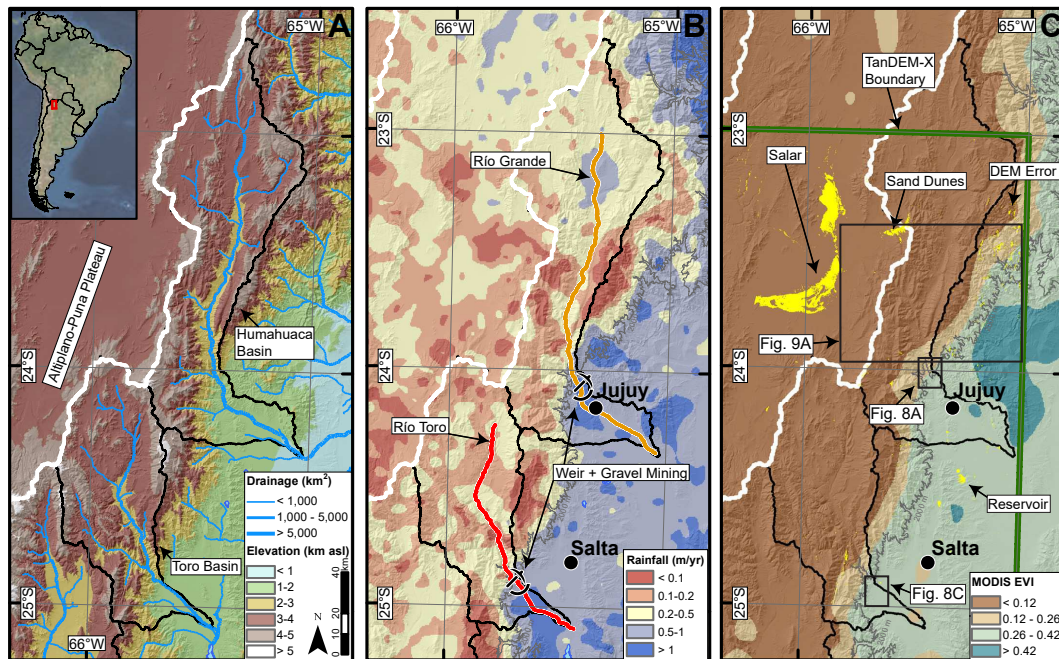 A
65°W
23°S
Altiplano-Puna Plateau
Humahuaca
Basin
24°S
Toro Basin
25°S
66°W
Drainage (km²)
< 1,000
1,000 - 5,000
> 5,000
Elevation (km asl)
< 1
1-2
2-3
3-4
4-5
> 5
N
0
10
20
40
km
B
66°W
65°W
23°S
Río Grande
24°S
Jujuy
Río Toro
Weir + Gravel Mining
Salta
25°S
Rainfall (m/yr)
< 0.1
0.1-0.2
0.2-0.5
0.5-1
> 1
C
66°W
65°W
TanDEM-X
Boundary
23°S
Salar
Sand Dunes
DEM Error
Fig. 9A
24°S
Jujuy
Fig. 8A
2000 m
Reservoir
Salta
Fig. 8C
25°S
MODIS EVI
< 0.12
0.12 - 0.26
0.26 - 0.42
> 0.42